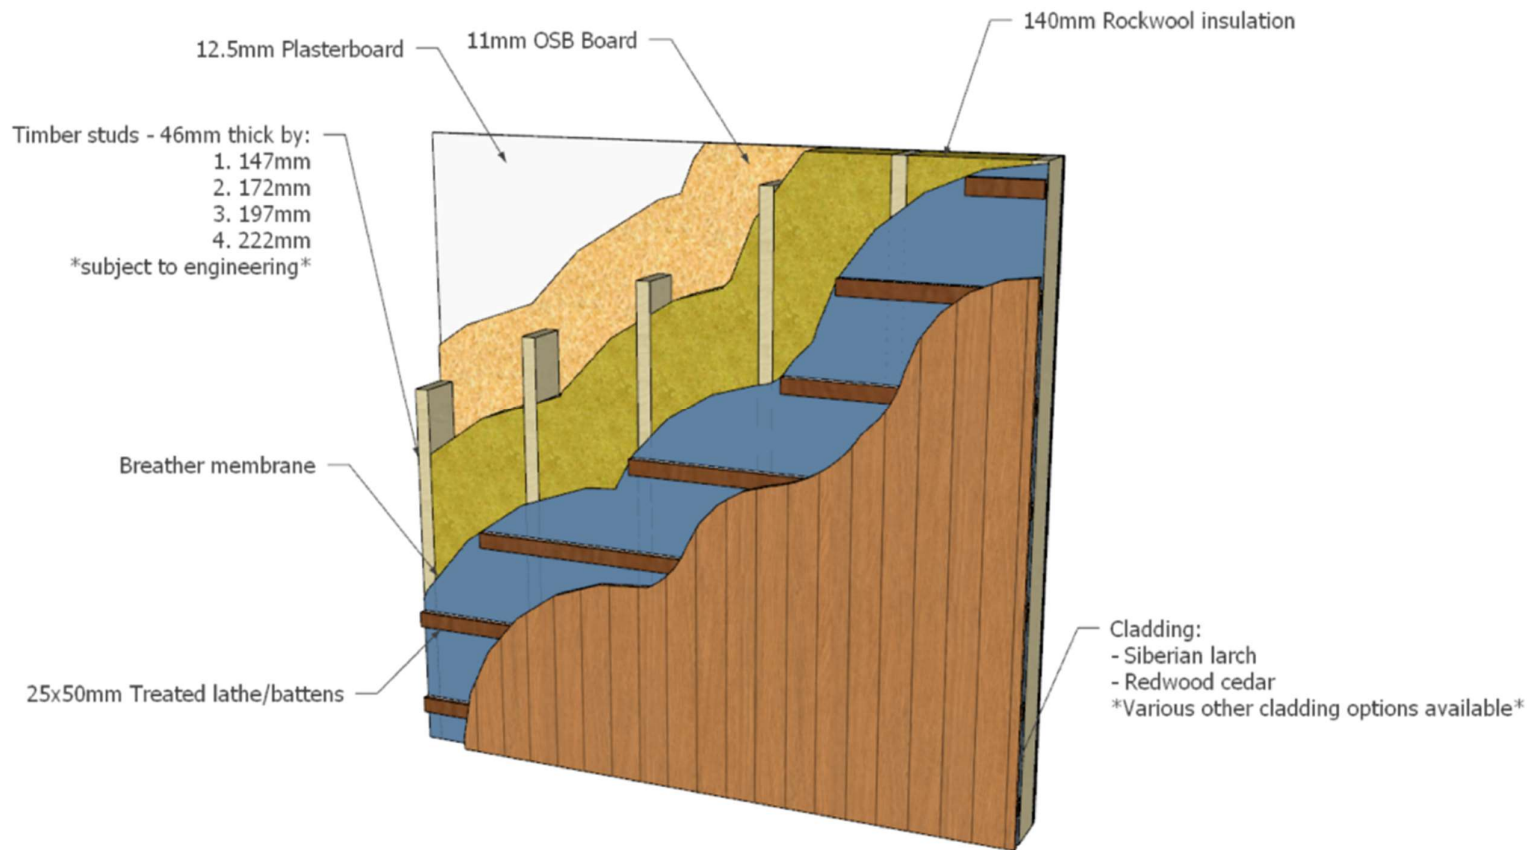 140mm Rockwool insulation
11mm OSB Board
12.5mm Plasterboard
Timber studs - 46mm thick by:
1. 147mm
2. 172mm
3. 197mm
4. 222mm
*subject to engineering*
Breather membrane
25x50mm Treated lathe/battens
Cladding:
- Siberian larch
- Redwood cedar
*Various other cladding options available*